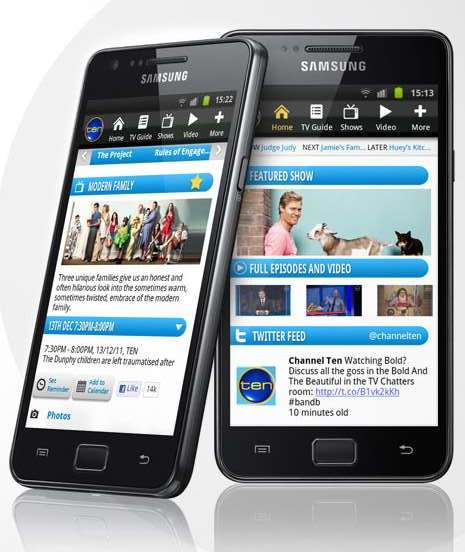 SAMSUNG
15:22
ten
Home
TV Guide
Shows
Video
More
The Project
Rules of Engage...
MODERN FAMILY
Three unique families give us an honest and
often hilarious look into the sometimes warm,
sometimes twisted, embrace of the modern
family.
13TH DEC 7:30PM-8:00PM
7:30PM - 8:00PM, 13/12/11, TEN
The Dunphy children are left traumatised after
Set Reminder
Add to Calender
Like
14k
Photos
SAMSUNG
15:13
Home
TV Guide
Shows
Video
More
W Judge Judy NEXT Jamie's Fam... LATER Huey's Kitc...
FEATURED SHOW
FULL EPISODES AND VIDEO
TWITTER FEED
@channelten
ten
Channel Ten Watching Bold?
Discuss all the goss in the Bold And
The Beautiful in the TV Chatters
room: http://t.co/B1vk2kKh
#bandb
10 minutes old